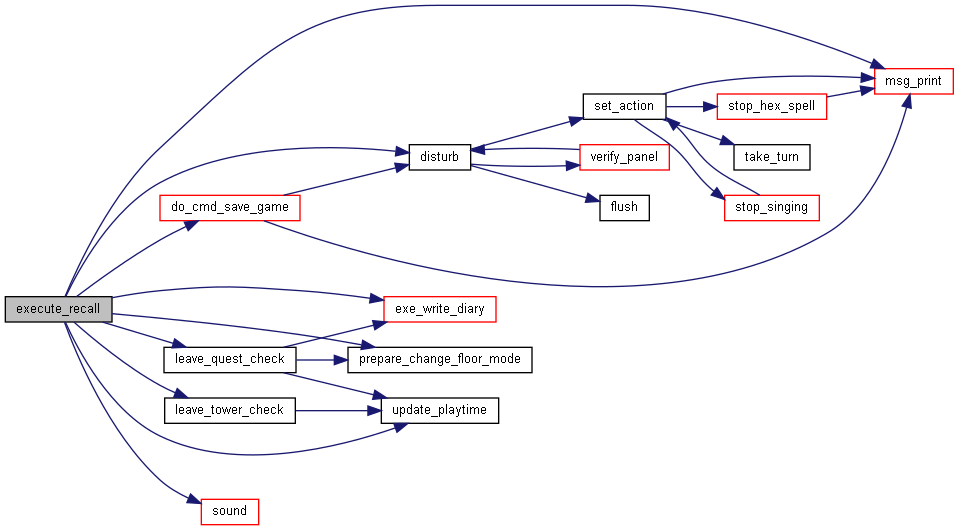 msg_print
set_action
stop_hex_spell
disturb
verify_panel
take_turn
do_cmd_save_game
flush
stop_singing
execute_recall
exe_write_diary
leave_quest_check
prepare_change_floor_mode
leave_tower_check
update_playtime
sound